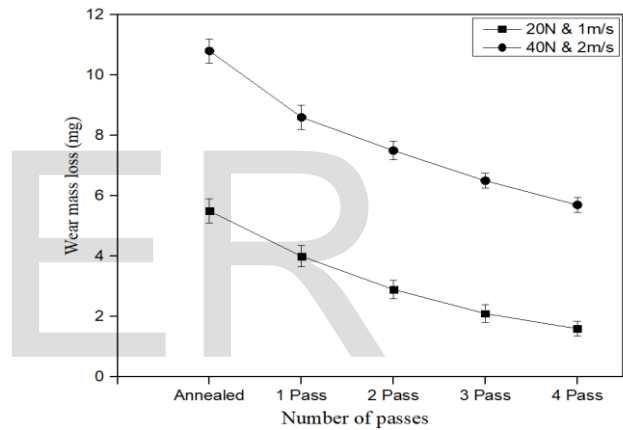 20N & 1m/s
40N & 2m/s
12
10
8
6
4
2
0
Wear mass loss (mg)
ER
Annealed 1 Pass 2 Pass 3 Pass 4 Pass
Number of passes